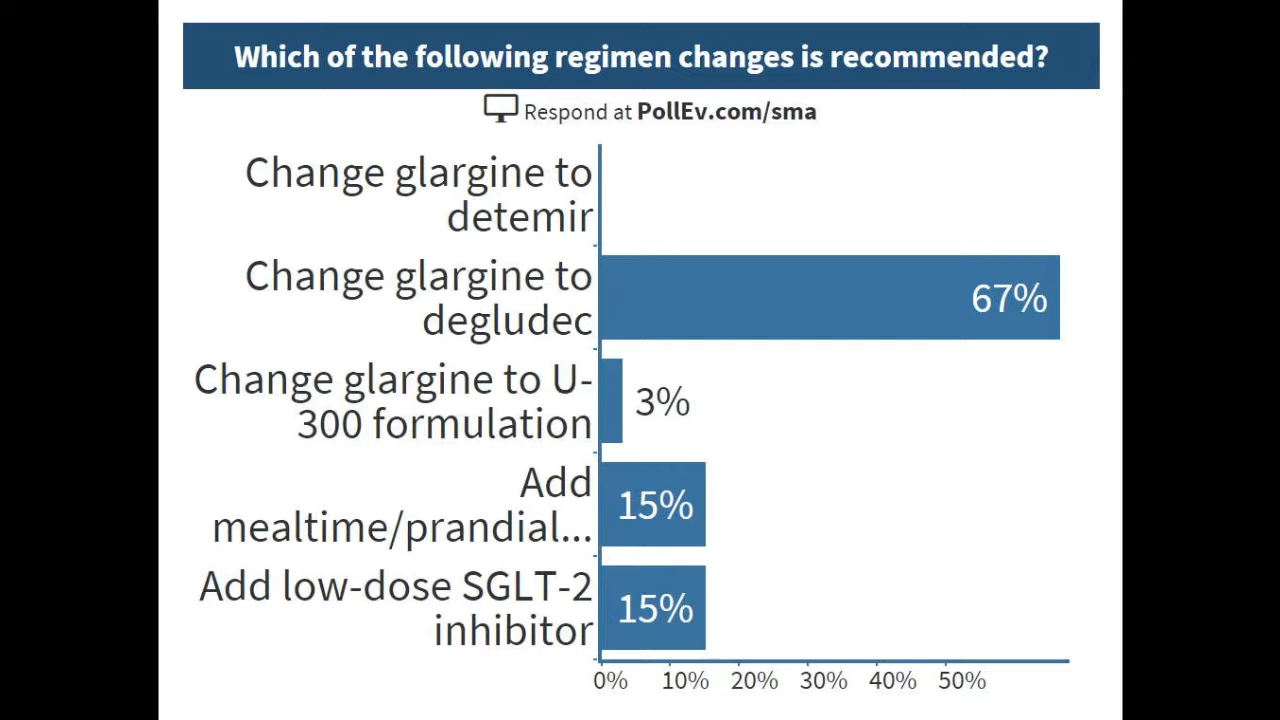 Which of the following regimen changes is recommended?
Respond at PollEv.com/sma
Change glargine to
detemir
Change glargine to
degludec
67%
Change glargine to U-
300 formulation
3%
Add
mealtime/prandial...
15%
Add low-dose SGLT-2
inhibitor
15%
0% 10% 20% 30% 40% 50%